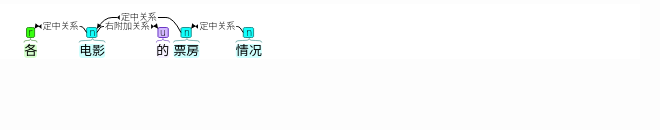 定中关系
定中关系 右附加关系 定中关系
r n u n n
各 电影 的 票房 情况